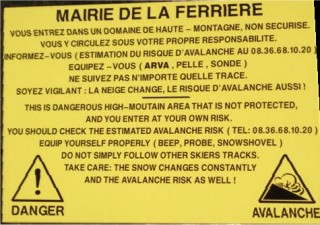 MAIRIE DE LA FERRIERE
VOUS ENTREZ DANS UN DOMAINE DE HAUTE - MONTAGNE, NON SECURISE.
VOUS Y CIRCULEZ SOUS VOTRE PROPRE RESPONSABILITE.
INFORMEZ-VOUS ( ESTIMATION DU RISQUE D'AVALANCHE AU 08.36.68.10.20 )
EQUIPEZ -VOUS ( ARVA , PELLE , SONDE )
NE SUIVEZ PAS N'IMPORTE QUELLE TRACE.
SOYEZ VIGILANT : LA NEIGE CHANGE, LE RISQUE D'AVALANCHE AUSSI !
THIS IS DANGEROUS HIGH-MOUTAIN AREA THAT IS NOT PROTECTED,
AND YOU ENTER AT YOUR OWN RISK.
YOU SHOULD CHECK THE ESTIMATED AVALANCHE RISK ( TEL: 08.36.68.10.20 )
EQUIP YOURSELF PROPERLY ( BEEP, PROBE, SNOWSHOVEL )
DO NOT SIMPLY FOLLOW OTHER SKIERS TRACKS.
TAKE CARE: THE SNOW CHANGES CONSTANTLY
AND THE AVALANCHE RISK AS WELL !
DANGER
AVALANCHE